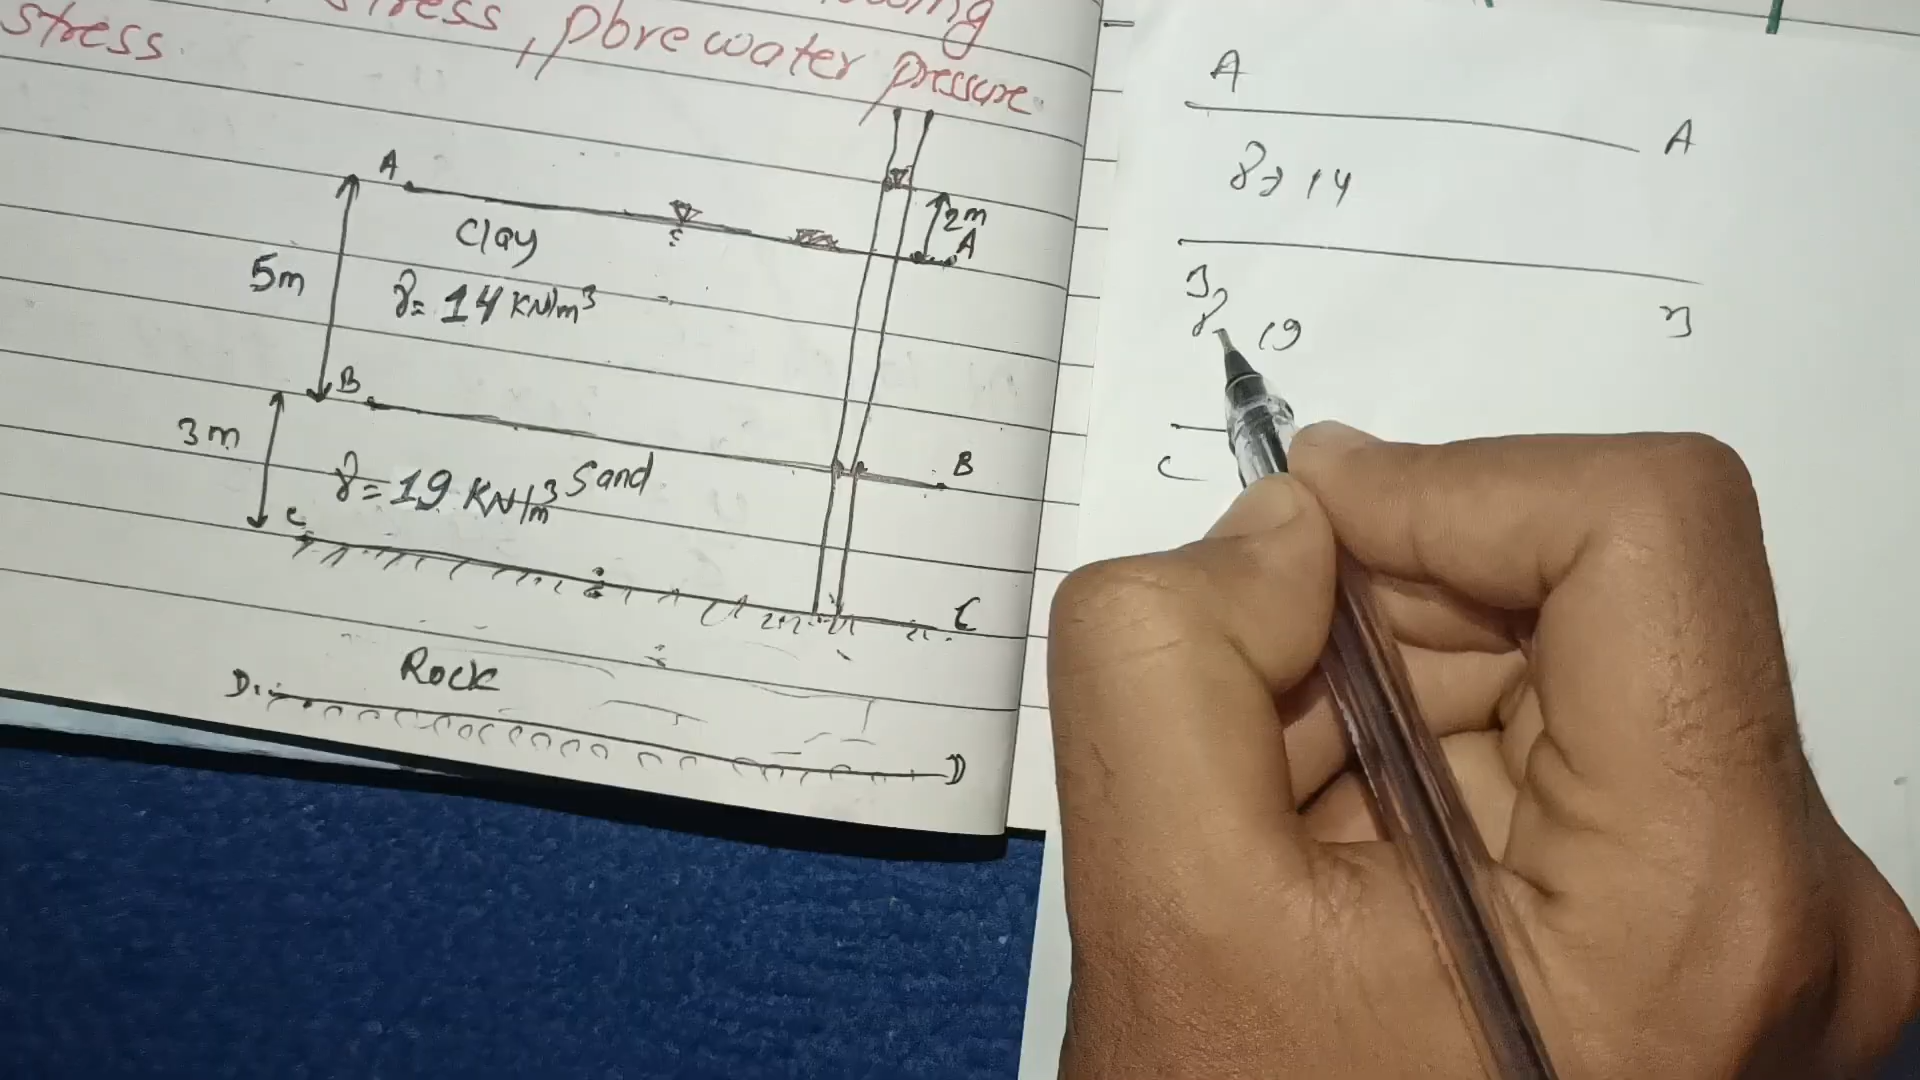 stress, pore water pressure
stress.
A
Clay
2m
A
5m
γ = 14 KN/m³
B
3m
γ = 19 KN/m³ Sand
B
C
C
Rock
D
D
A
A
γ = 14
B
B
γ 19
C